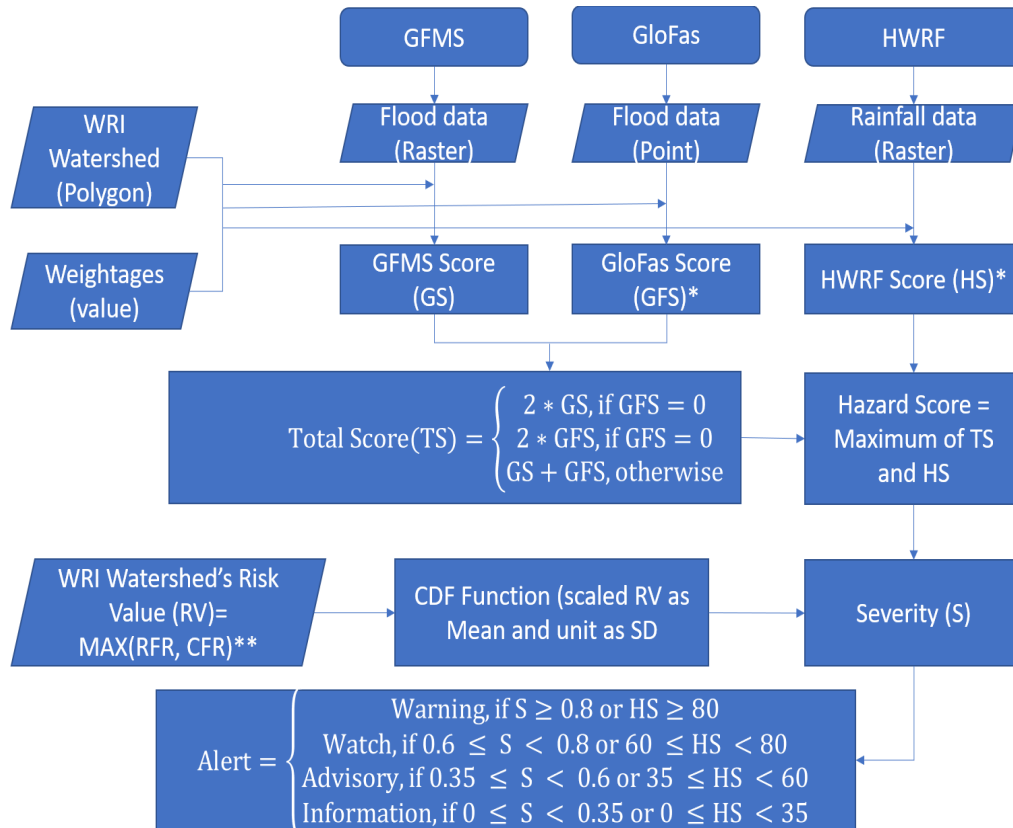 GFMS
GloFas
HWRF
WRI
Watershed
(Polygon)
Flood data
(Raster)
Flood data
(Point)
Rainfall data
(Raster)
Weightages
(value)
GFMS Score
(GS)
GloFas Score
(GFS)*
HWRF Score (HS)*
Total Score(TS) =
2 * GS, if GFS = 0
2 * GFS, if GFS = 0
GS + GFS, otherwise
Hazard Score =
Maximum of TS
and HS
WRI Watershed's Risk
Value (RV)=
MAX(RFR, CFR)**
CDF Function (scaled RV as
Mean and unit as SD
Severity (S)
Alert =
Warning, if S ≥ 0.8 or HS ≥ 80
Watch, if 0.6 ≤ S < 0.8 or 60 ≤ HS < 80
Advisory, if 0.35 ≤ S < 0.6 or 35 ≤ HS < 60
Information, if 0 ≤ S < 0.35 or 0 ≤ HS < 35